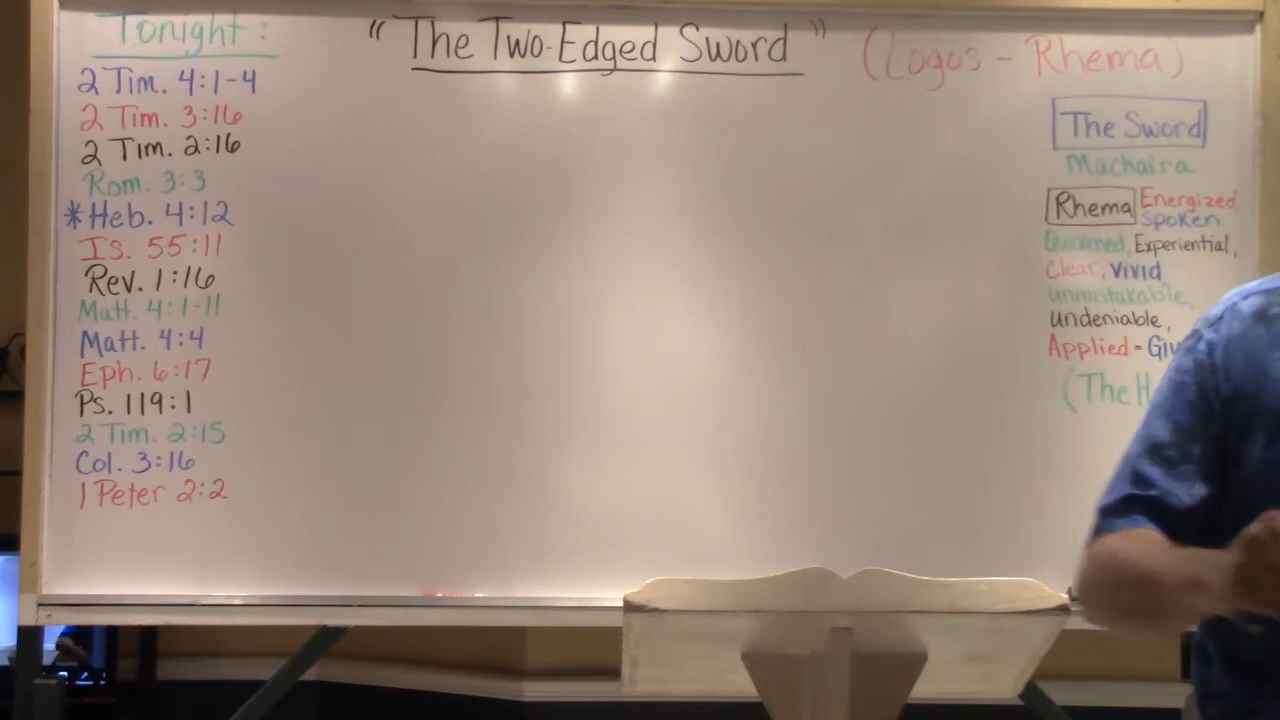 Tonight:
2 Tim. 4:1-4
2 Tim. 3:16
2 Tim. 2:16
Rom. 3:3
*Heb. 4:12
Is. 55:11
Rev. 1:16
Matt. 4:1-11
Matt. 4:4
Eph. 6:17
Ps. 119:1
2 Tim. 2:15
Col. 3:16
1 Peter 2:2
"The Two-Edged Sword" (Logos - Rhema)
The Sword
Machaira
Rhema Energized
spoken
Quickened, Experiential,
Clear, Vivid
unmistakable,
undeniable,
Applied - Giv
(The H